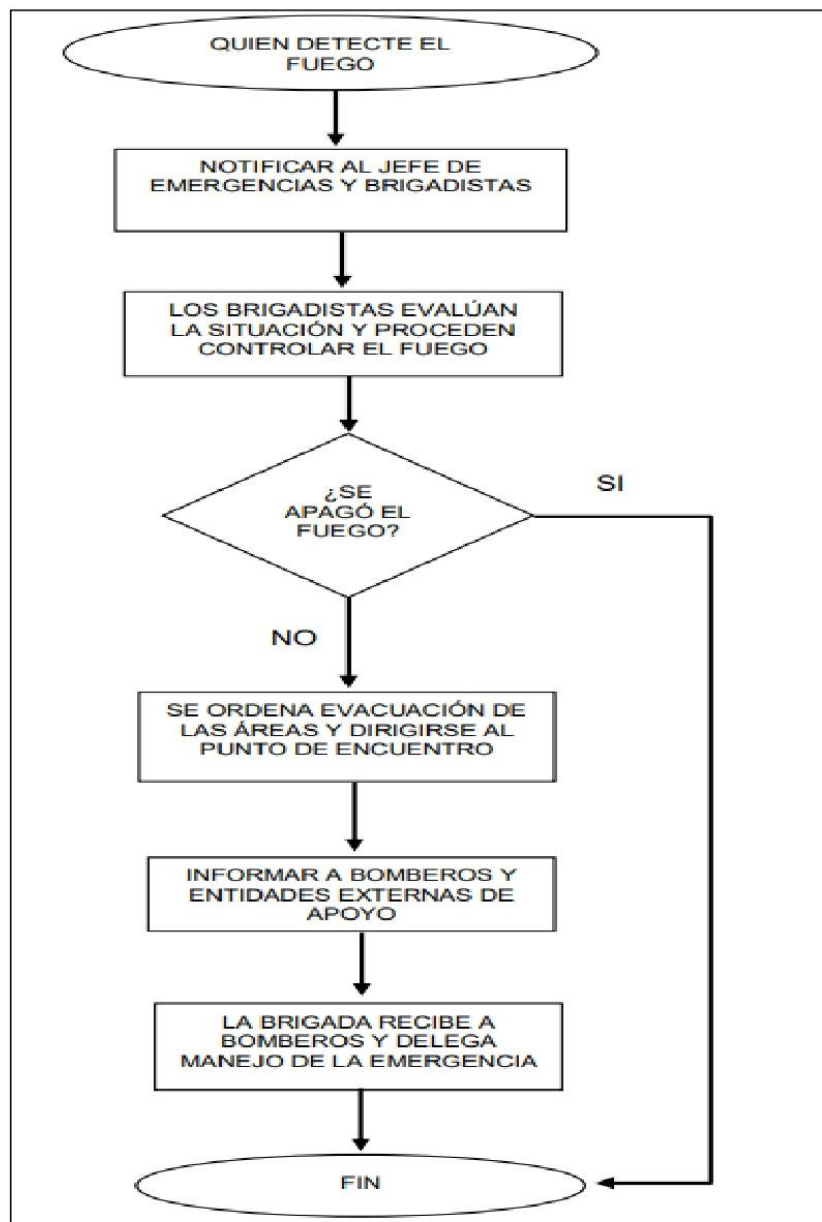 QUIEN DETECTE EL
FUEGO
NOTIFICAR AL JEFE DE
EMERGENCIAS Y BRIGADISTAS
LOS BRIGADISTAS EVALÚAN
LA SITUACIÓN Y PROCEDEN
CONTROLAR EL FUEGO
¿SE
APAGÓ EL
FUEGO?
SI
NO
SE ORDENA EVACUACIÓN DE
LAS ÁREAS Y DIRIGIRSE AL
PUNTO DE ENCUENTRO
INFORMAR A BOMBEROS Y
ENTIDADES EXTERNAS DE
APOYO
LA BRIGADA RECIBE A
BOMBEROS Y DELEGA
MANEJO DE LA EMERGENCIA
FIN